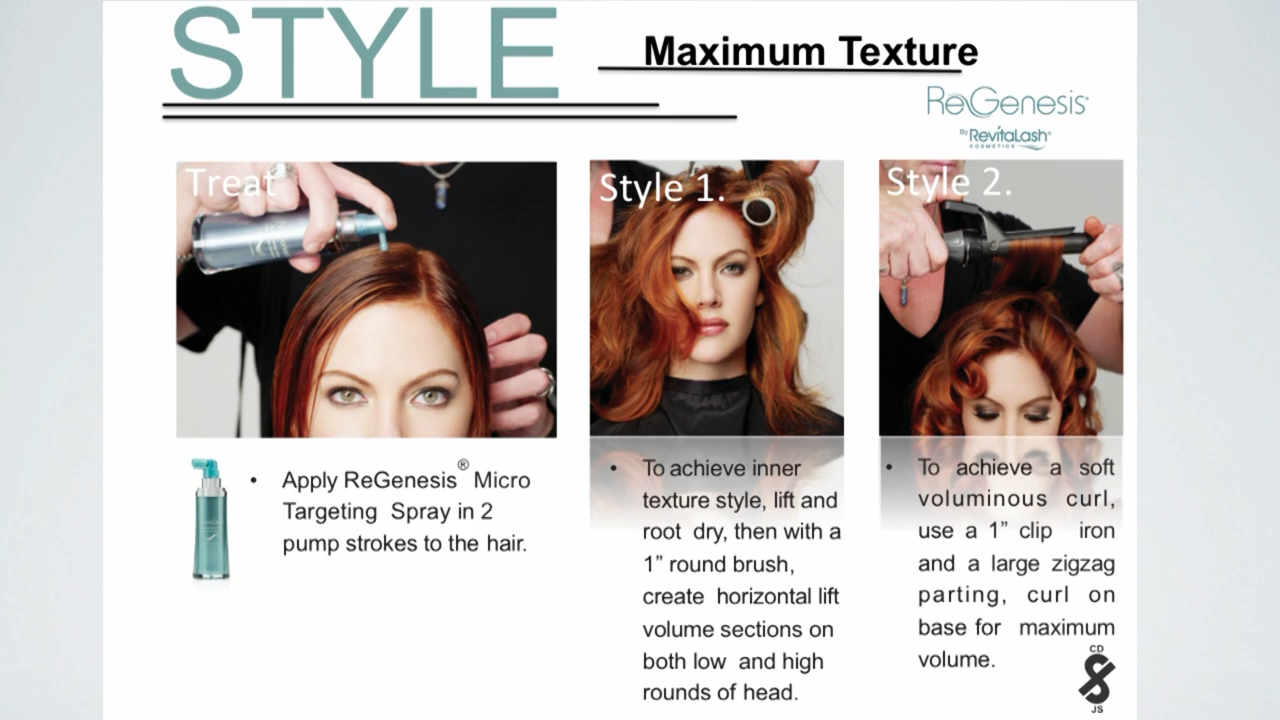 STYLE
Maximum Texture
ReGenesis®
By RevitaLash®
COSMETICS
Treat
Style 1.
Style 2.
• Apply ReGenesis® Micro
Targeting Spray in 2
pump strokes to the hair.
• To achieve inner
texture style, lift and
root dry, then with a
1” round brush,
create horizontal lift
volume sections on
both low and high
rounds of head.
• To achieve a soft
voluminous curl,
use a 1” clip iron
and a large zigzag
parting, curl on
base for maximum
volume.
CD
JS